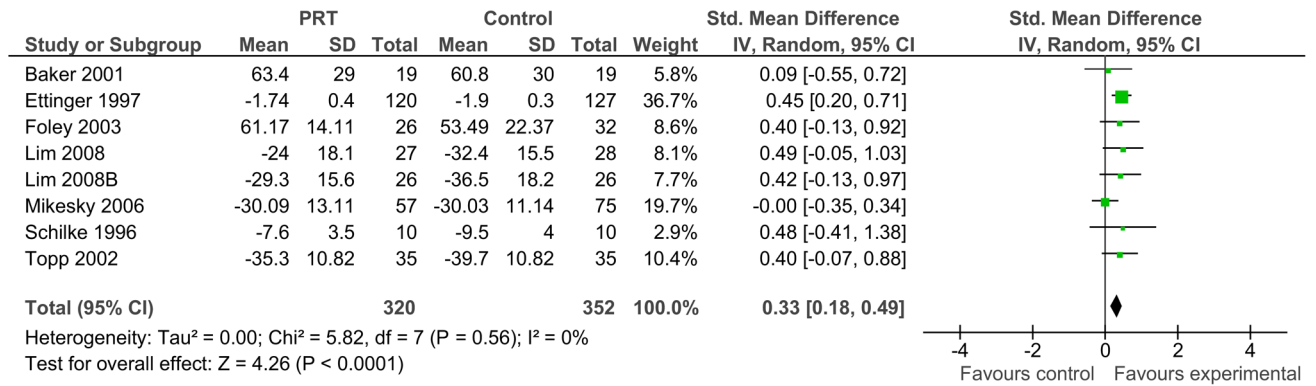 PRT Control Std. Mean Difference Std. Mean Difference
Study or Subgroup Mean SD Total Mean SD Total Weight IV, Random, 95% CI IV, Random, 95% CI
Baker 2001 63.4 29 19 60.8 30 19 5.8% 0.09 [-0.55, 0.72]
Ettinger 1997 -1.74 0.4 120 -1.9 0.3 127 36.7% 0.45 [0.20, 0.71]
Foley 2003 61.17 14.11 26 53.49 22.37 32 8.6% 0.40 [-0.13, 0.92]
Lim 2008 -24 18.1 27 -32.4 15.5 28 8.1% 0.49 [-0.05, 1.03]
Lim 2008B -29.3 15.6 26 -36.5 18.2 26 7.7% 0.42 [-0.13, 0.97]
Mikesky 2006 -30.09 13.11 57 -30.03 11.14 75 19.7% -0.00 [-0.35, 0.34]
Schilke 1996 -7.6 3.5 10 -9.5 4 10 2.9% 0.48 [-0.41, 1.38]
Topp 2002 -35.3 10.82 35 -39.7 10.82 35 10.4% 0.40 [-0.07, 0.88]
Total (95% CI) 320 352 100.0% 0.33 [0.18, 0.49]
Heterogeneity: Tau² = 0.00; Chi² = 5.82, df = 7 (P = 0.56); I² = 0%
Test for overall effect: Z = 4.26 (P < 0.0001)
-4 -2 0 2 4
Favours control Favours experimental